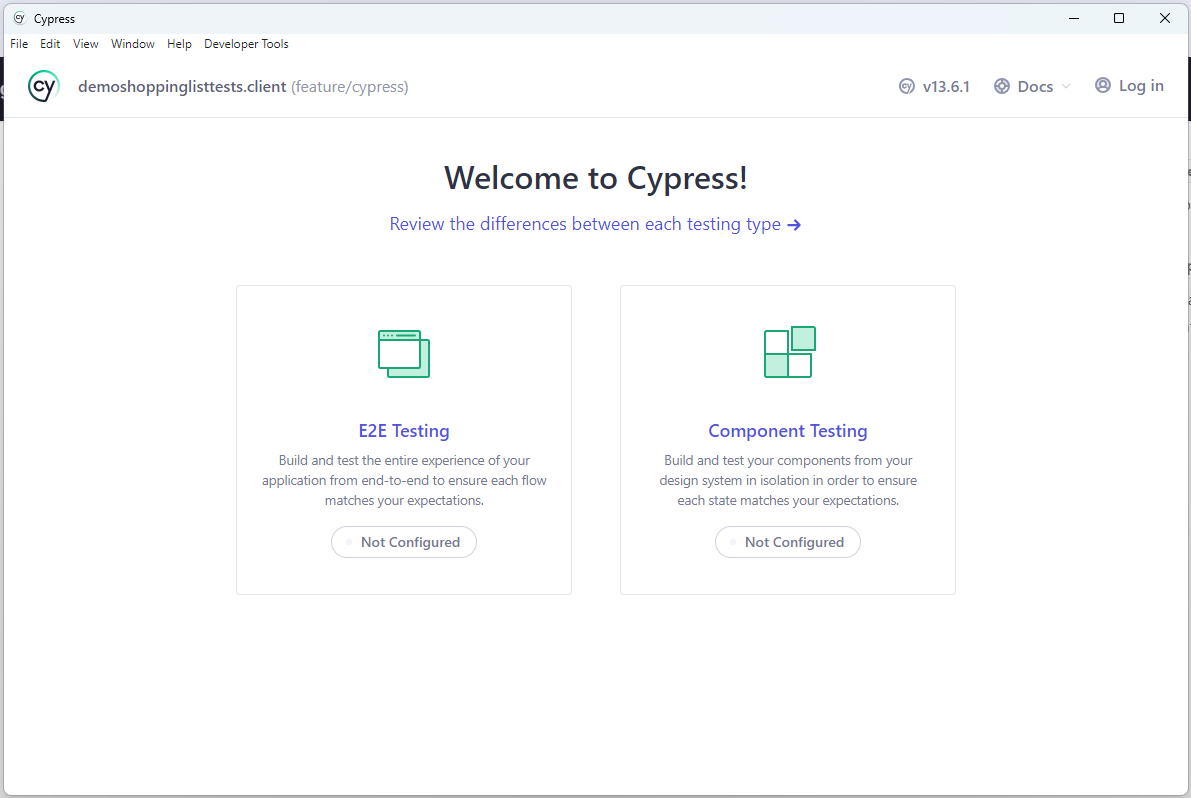 Cypress
File Edit View Window Help Developer Tools
cy demoshoppinglisttests.client (feature/cypress) v13.6.1 Docs Log in
Welcome to Cypress!
Review the differences between each testing type →
E2E Testing
Build and test the entire experience of your
application from end-to-end to ensure each flow
matches your expectations.
Not Configured
Component Testing
Build and test your components from your
design system in isolation in order to ensure
each state matches your expectations.
Not Configured